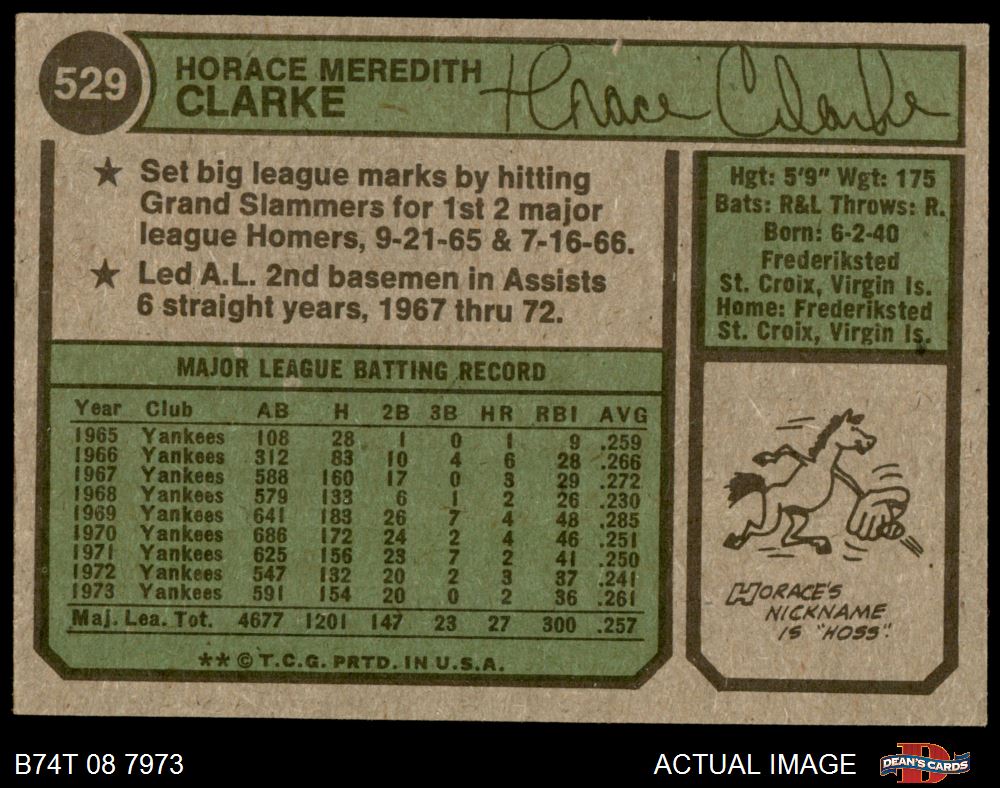 529
HORACE MEREDITH
CLARKE
Horace Clarke
★ Set big league marks by hitting
Grand Slammers for 1st 2 major
league Homers, 9-21-65 & 7-16-66.
★ Led A.L. 2nd basemen in Assists
6 straight years, 1967 thru 72.
Hgt: 5'9" Wgt: 175
Bats: R&L Throws: R.
Born: 6-2-40
Frederiksted
St. Croix, Virgin Is.
Home: Frederiksted
St. Croix, Virgin Is.
MAJOR LEAGUE BATTING RECORD
Year Club AB H 2B 3B HR RBI AVG
1965 Yankees 108 28 1 0 1 9 .259
1966 Yankees 312 83 10 4 6 28 .266
1967 Yankees 588 160 17 0 3 29 .272
1968 Yankees 579 133 6 1 2 26 .230
1969 Yankees 641 183 26 7 4 48 .285
1970 Yankees 686 172 24 2 4 46 .251
1971 Yankees 625 156 23 7 2 41 .250
1972 Yankees 547 132 20 2 3 37 .241
1973 Yankees 591 154 20 0 2 36 .261
Maj. Lea. Tot. 4677 1201 147 23 27 300 .257
** © T.C.G. PRTD. IN U.S.A.
HORACE'S
NICKNAME
IS "HOSS".
B74T 08 7973
ACTUAL IMAGE
D
DEAN'S CARDS